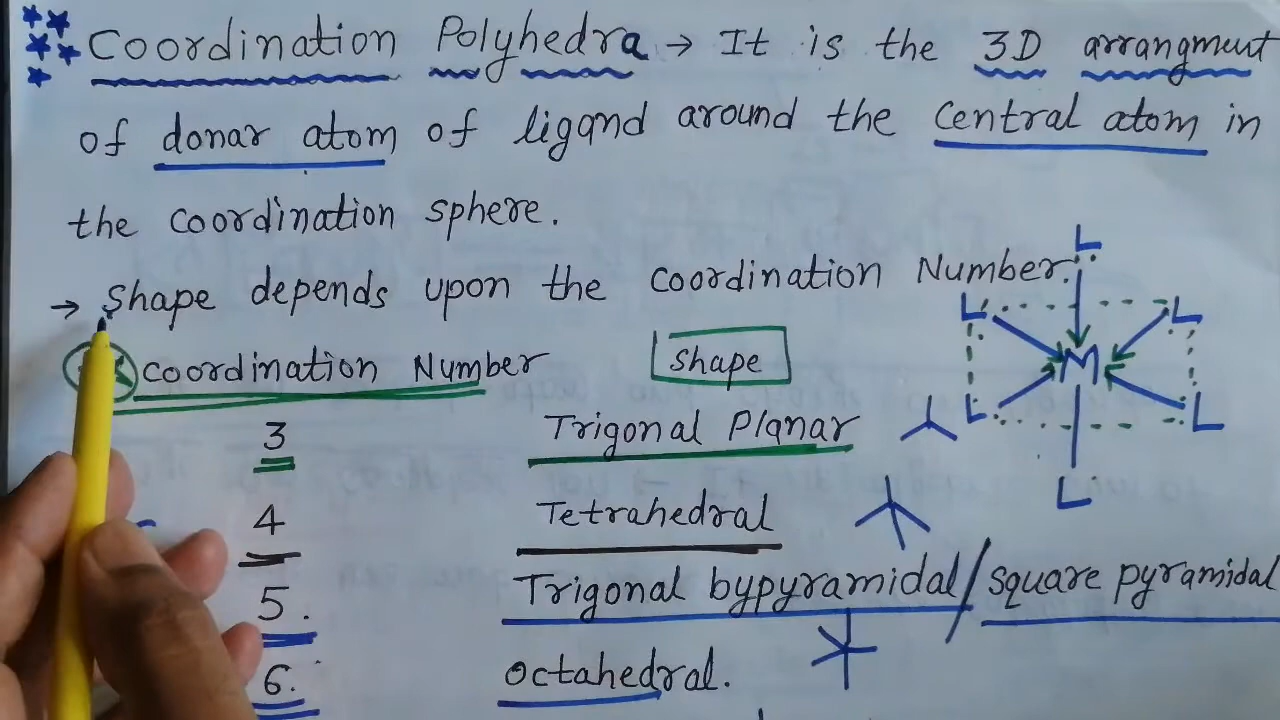 Coordination Polyhedra → It is the 3D arrangment
of donar atom of ligand around the central atom in
the coordination sphere.
→ Shape depends upon the coordination Number.
Coordination Number Shape
3 Trigonal Planar
4 Tetrahedral
5. Trigonal bypyramidal/square pyramidal
6. octahedral.
L
L L
M
L L
L